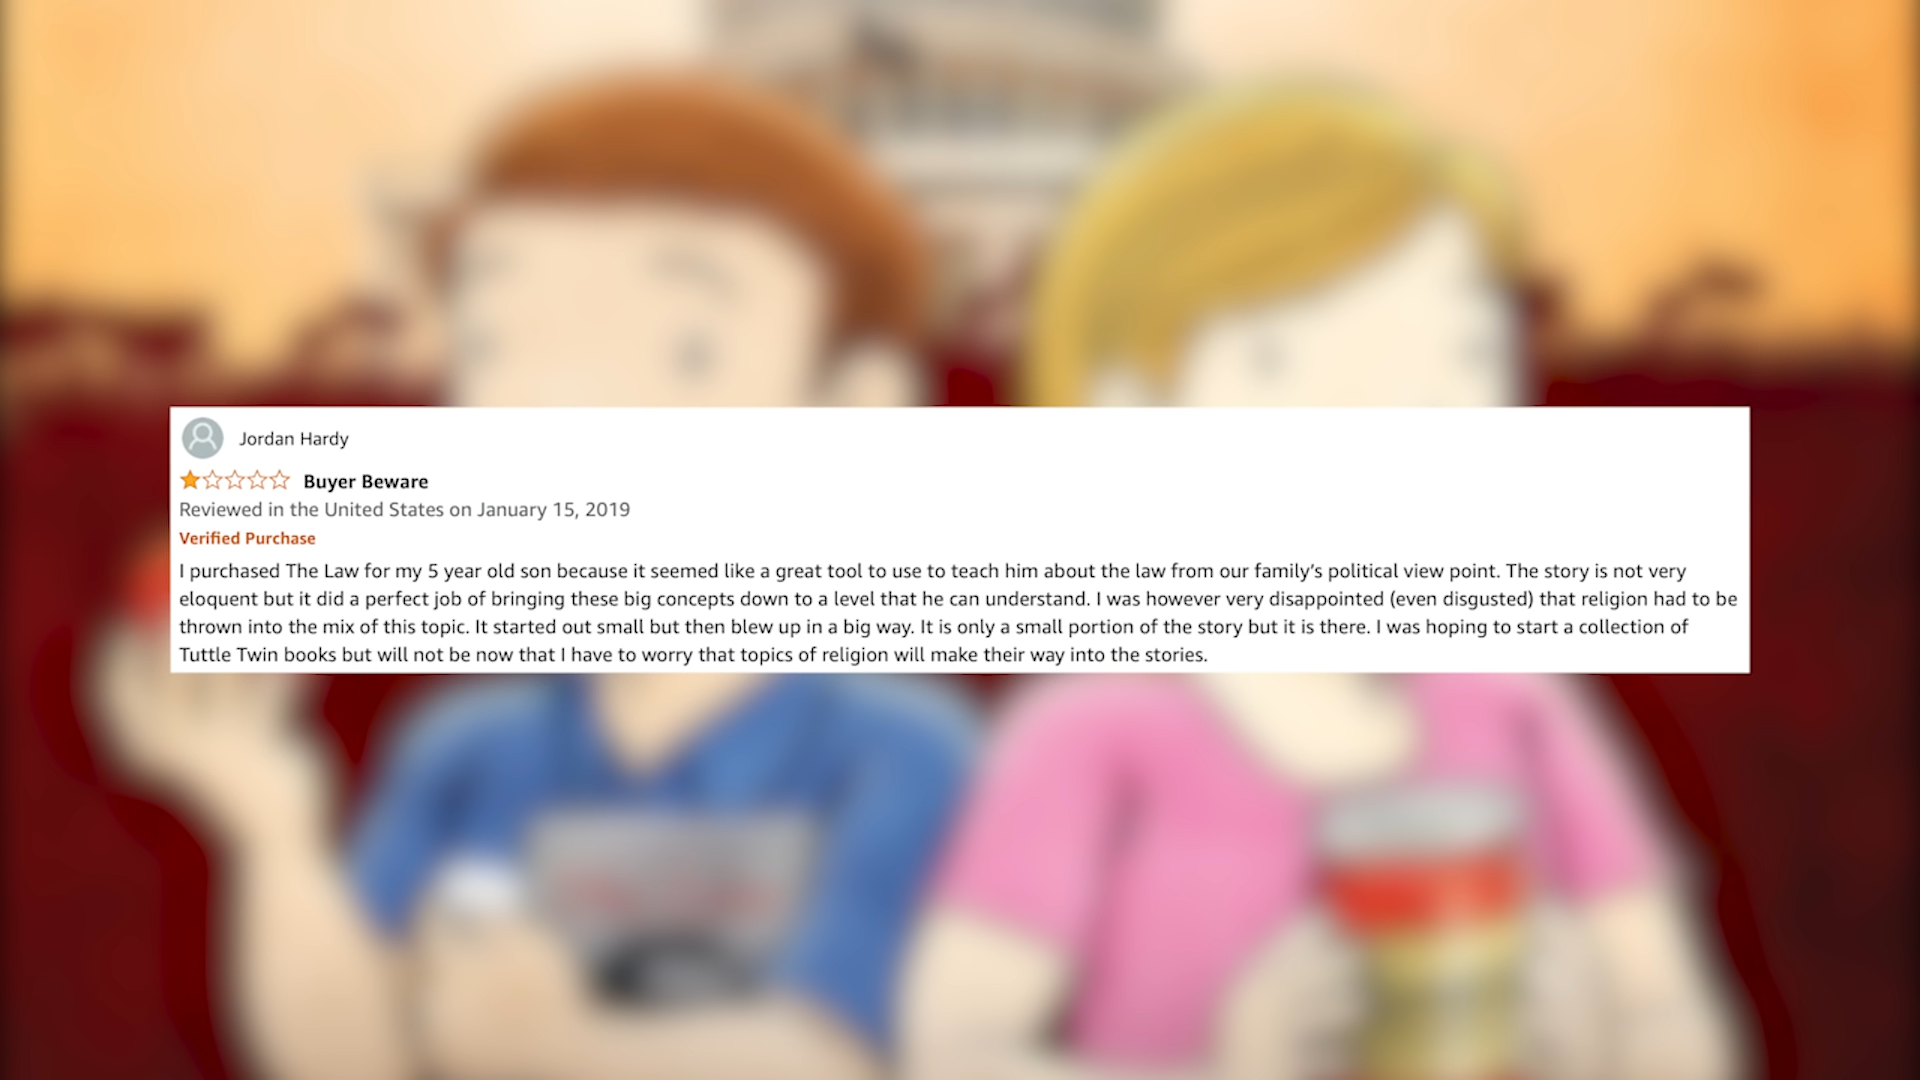 Jordan Hardy
Buyer Beware
Reviewed in the United States on January 15, 2019
Verified Purchase
I purchased The Law for my 5 year old son because it seemed like a great tool to use to teach him about the law from our family's political view point. The story is not very
eloquent but it did a perfect job of bringing these big concepts down to a level that he can understand. I was however very disappointed (even disgusted) that religion had to be
thrown into the mix of this topic. It started out small but then blew up in a big way. It is only a small portion of the story but it is there. I was hoping to start a collection of
Tuttle Twin books but will not be now that I have to worry that topics of religion will make their way into the stories.